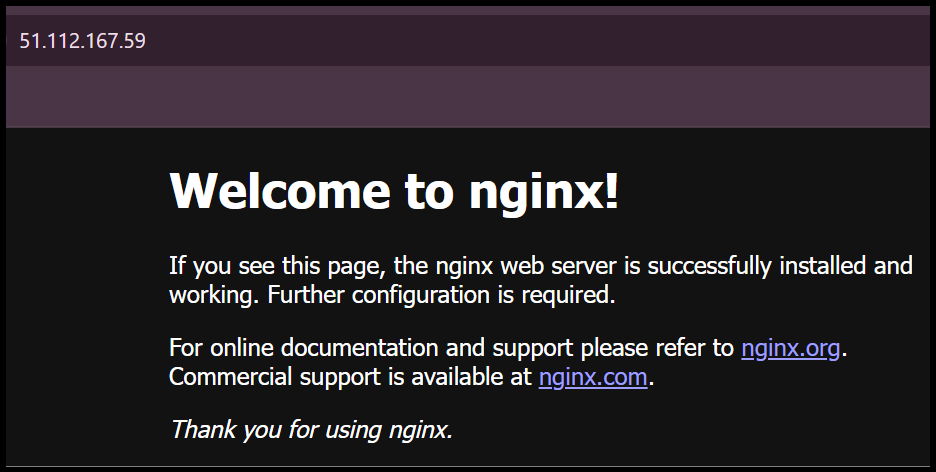 51.112.167.59
Welcome to nginx!
If you see this page, the nginx web server is successfully installed and
working. Further configuration is required.
For online documentation and support please refer to nginx.org.
Commercial support is available at nginx.com.
Thank you for using nginx.